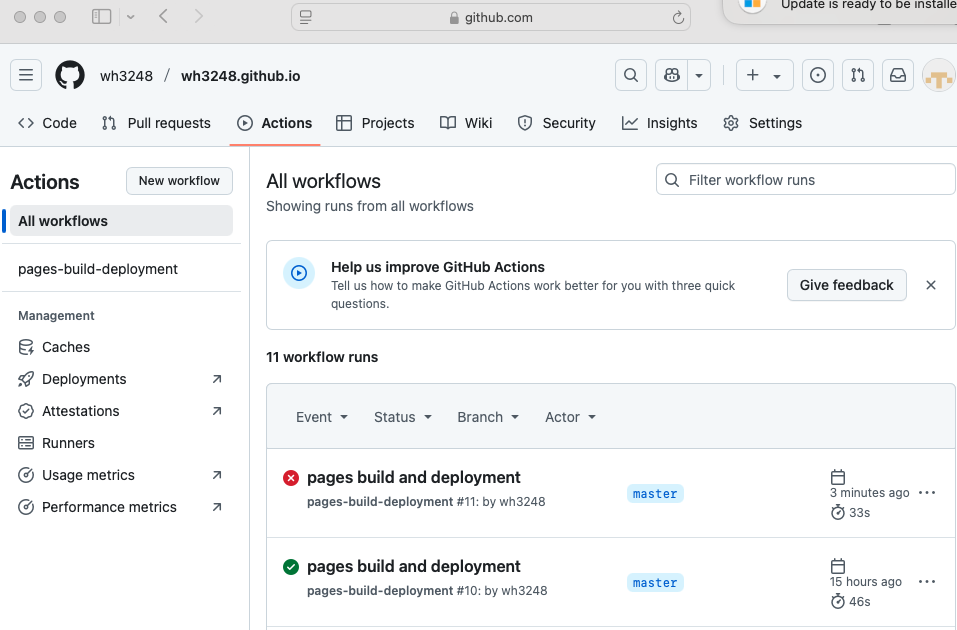 Update is ready to be installe
github.com
wh3248 / wh3248.github.io
Code Pull requests Actions Projects Wiki Security Insights Settings
Actions
New workflow
All workflows
pages-build-deployment
Management
Caches
Deployments
Attestations
Runners
Usage metrics
Performance metrics
All workflows
Showing runs from all workflows
Filter workflow runs
Help us improve GitHub Actions
Tell us how to make GitHub Actions work better for you with three quick
questions.
Give feedback
11 workflow runs
Event Status Branch Actor
pages build and deployment
pages-build-deployment #11: by wh3248
master
3 minutes ago
33s
pages build and deployment
pages-build-deployment #10: by wh3248
master
15 hours ago
46s